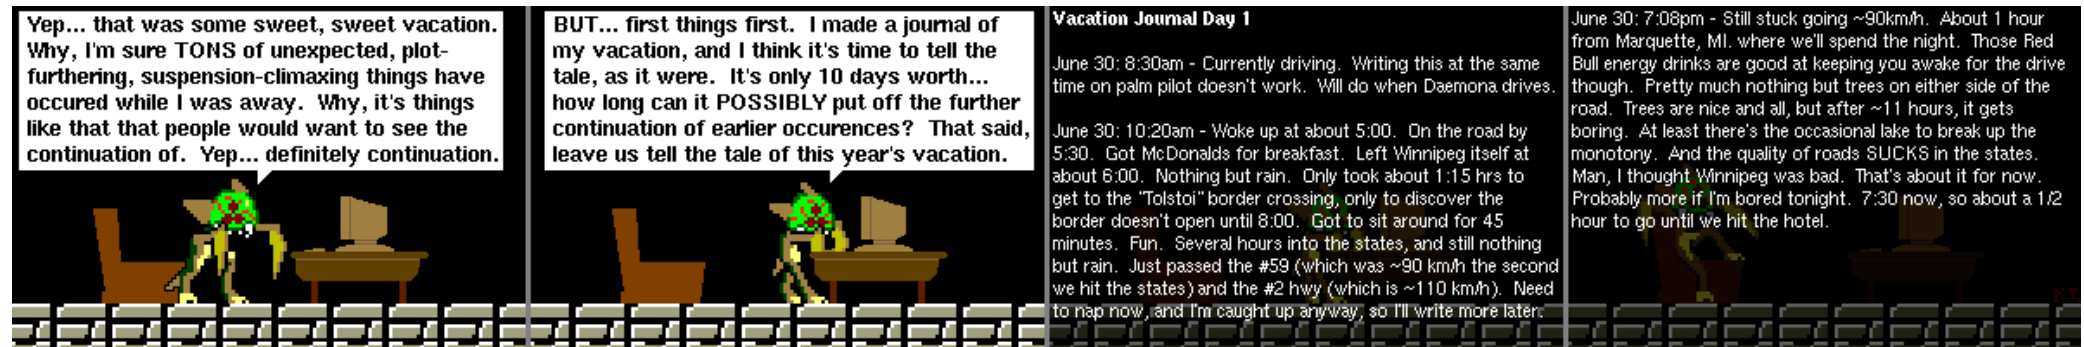 Yep... that was some sweet, sweet vacation.
Why, I'm sure TONS of unexpected, plot-
furthering, suspension-climaxing things have
occured while I was away.  Why, it's things
like that that people would want to see the
continuation of.  Yep... definitely continuation.
BUT... first things first.  I made a journal of
my vacation, and I think it's time to tell the
tale, as it were.  It's only 10 days worth...
how long can it POSSIBLY put off the further
continuation of earlier occurences?  That said,
leave us tell the tale of this year's vacation.
Vacation Journal Day 1
June 30: 8:30am - Currently driving.  Writing this at the same
time on palm pilot doesn't work.  Will do when Daemona drives.
June 30: 10:20am - Woke up at about 5:00.  On the road by
5:30.  Got McDonalds for breakfast.  Left Winnipeg itself at
about 6:00.  Nothing but rain.  Only took about 1:15 hrs to
get to the "Tolstoi" border crossing, only to discover the
border doesn't open until 8:00.  Got to sit around for 45
minutes.  Fun.  Several hours into the states, and still nothing
but rain.  Just passed the #59 (which was ~90 km/h the second
we hit the states) and the #2 hwy (which is ~110 km/h).  Need
to nap now, and I'm caught up anyway, so I'll write more later.
June 30: 7:08pm - Still stuck going ~90km/h.  About 1 hour
from Marquette, MI. where we'll spend the night.  Those Red
Bull energy drinks are good at keeping you awake for the drive
though.  Pretty much nothing but trees on either side of the
road.  Trees are nice and all, but after ~11 hours, it gets
boring.  At least there's the occasional lake to break up the
monotony.  And the quality of roads SUCKS in the states.
Man, I thought Winnipeg was bad.  That's about it for now.
Probably more if I'm bored tonight.  7:30 now, so about a 1/2
hour to go until we hit the hotel.